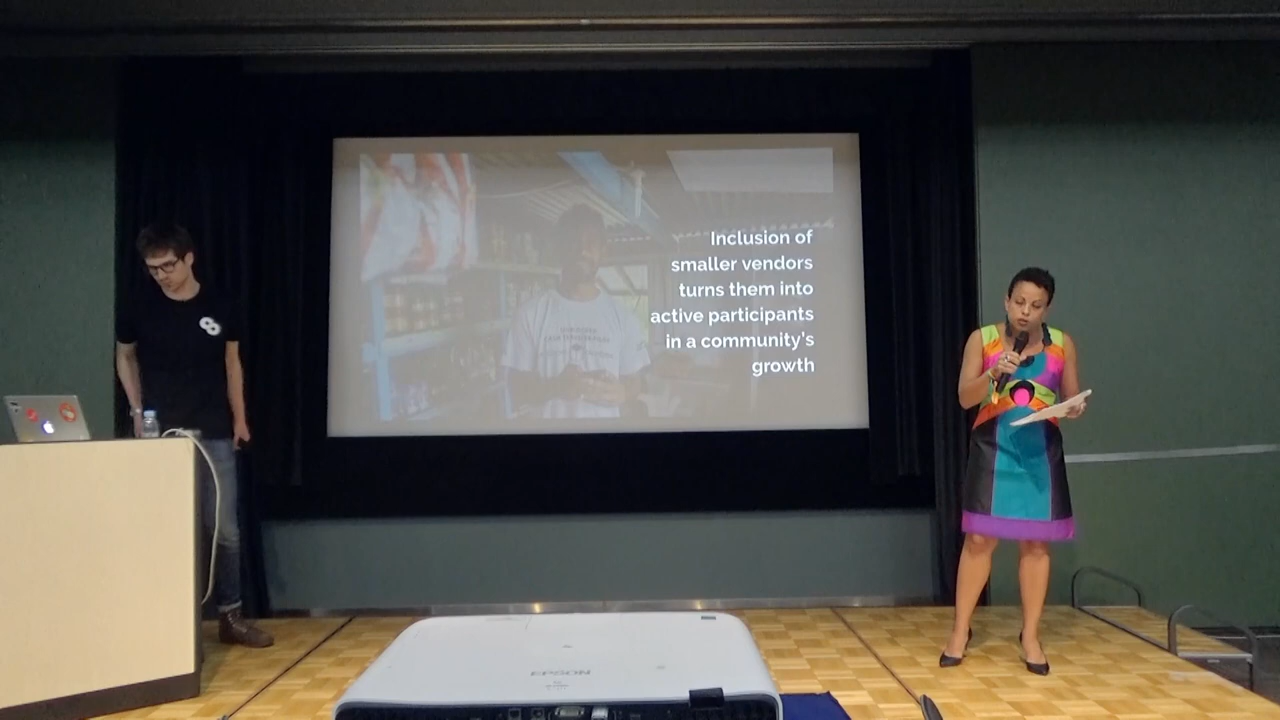 Inclusion of
smaller vendors
turns them into
active participants
in a community's
growth
EPSON